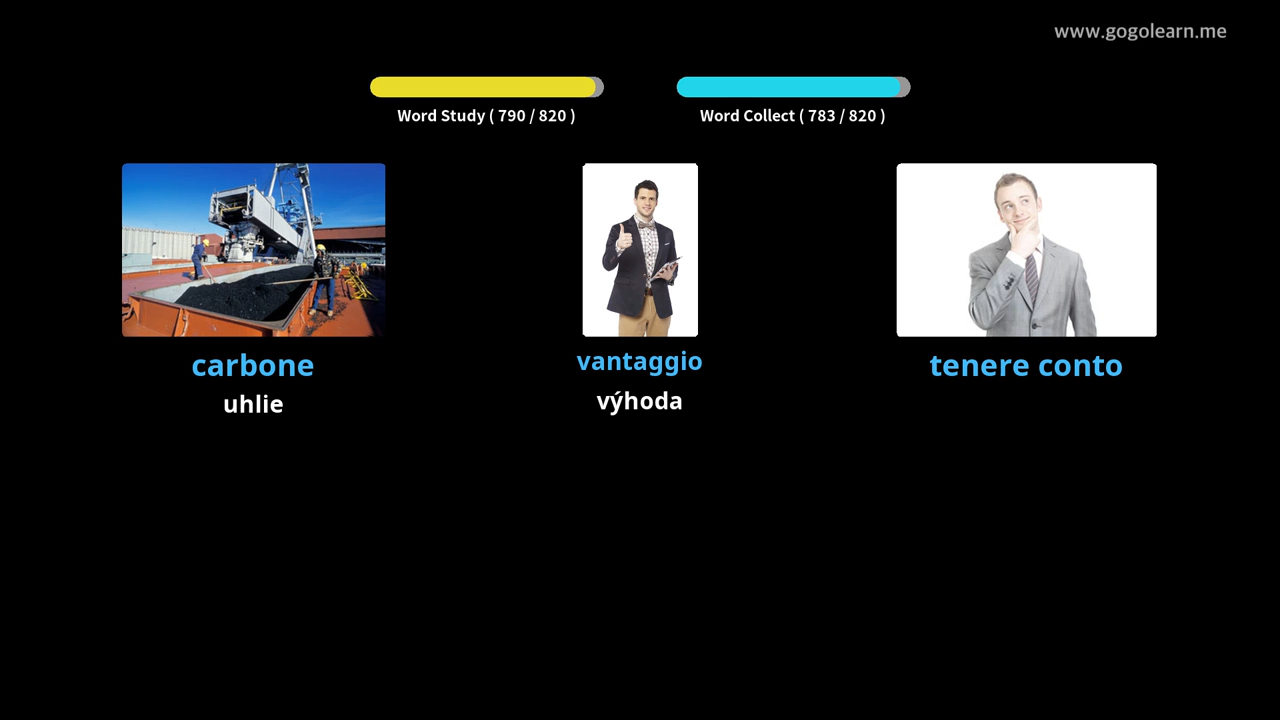 www.gogolearn.me
Word Study ( 790 / 820 )
Word Collect ( 783 / 820 )
carbone
uhlie
vantaggio
výhoda
tenere conto